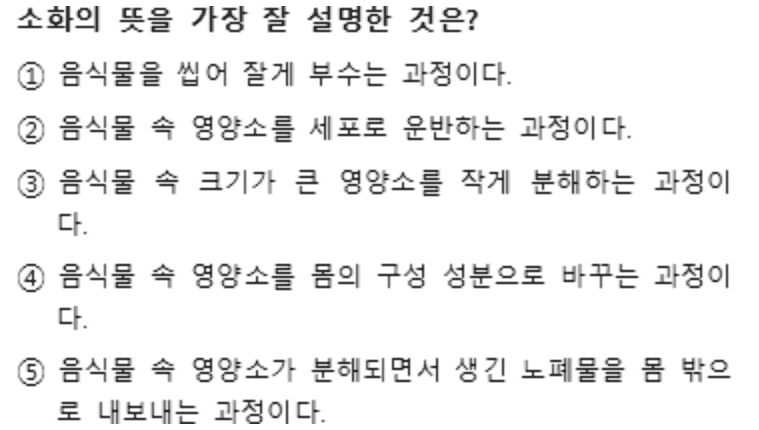 소화의 뜻을 가장 잘 설명한 것은?
① 음식물을 씹어 잘게 부수는 과정이다.
② 음식물 속 영양소를 세포로 운반하는 과정이다.
③ 음식물 속 크기가 큰 영양소를 작게 분해하는 과정이
다.
④ 음식물 속 영양소를 몸의 구성 성분으로 바꾸는 과정이
다.
⑤ 음식물 속 영양소가 분해되면서 생긴 노폐물을 몸 밖으
로 내보내는 과정이다.